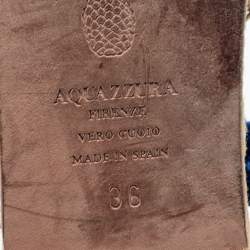 AQUAZZURA
FIRENZE
VERO CUOIO
MADE IN SPAIN
36